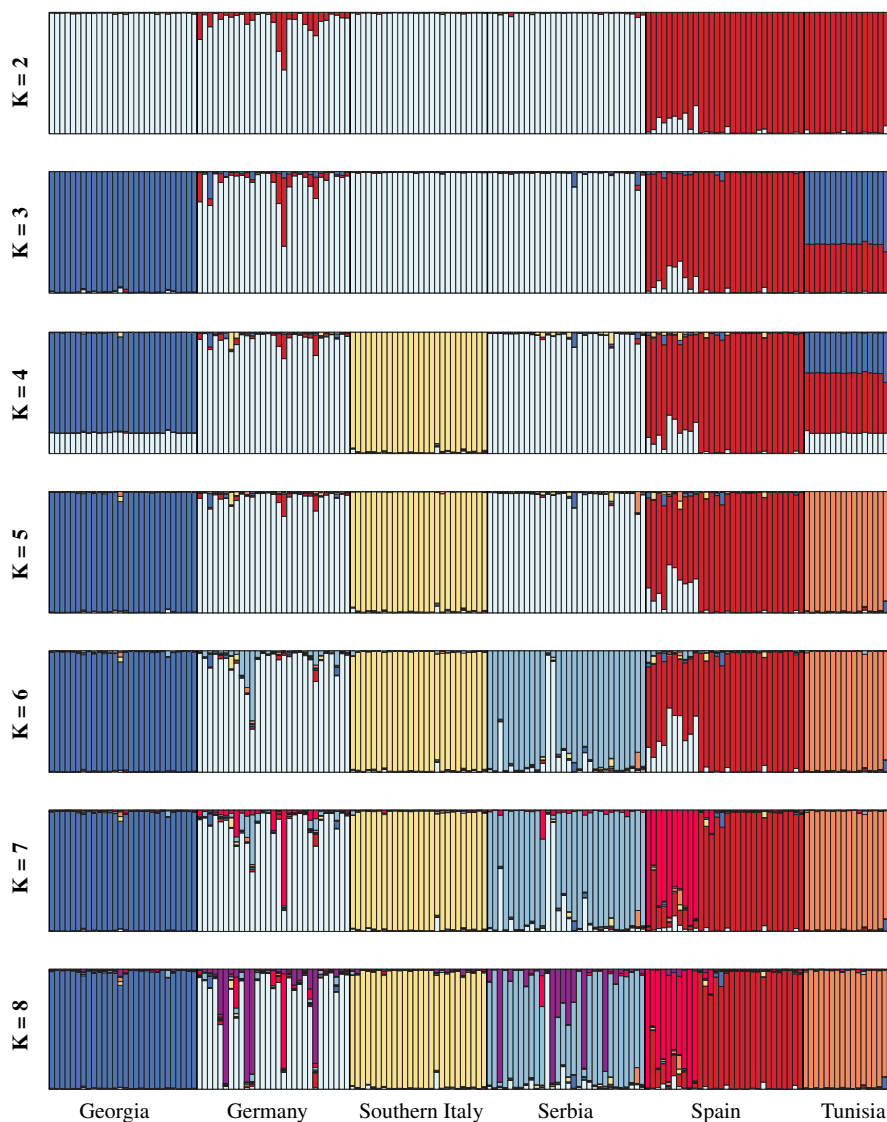 K = 2
K = 3
K = 4
K = 5
K = 6
K = 7
K = 8
Georgia Germany Southern Italy Serbia Spain Tunisia